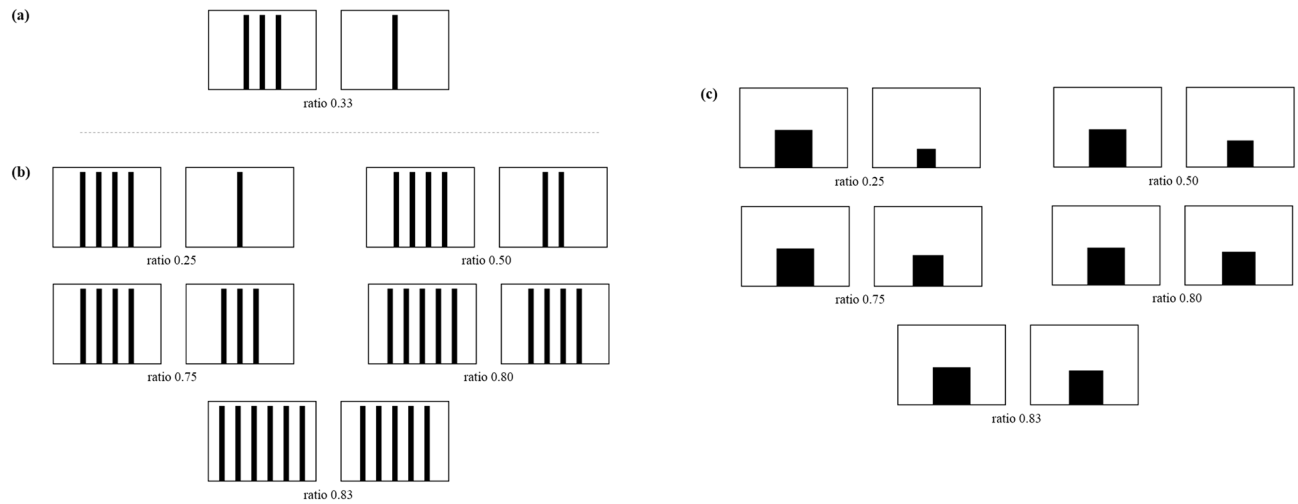 (a)
ratio 0.33
(b)
ratio 0.25
ratio 0.50
ratio 0.75
ratio 0.80
ratio 0.83
(c)
ratio 0.25
ratio 0.50
ratio 0.75
ratio 0.80
ratio 0.83